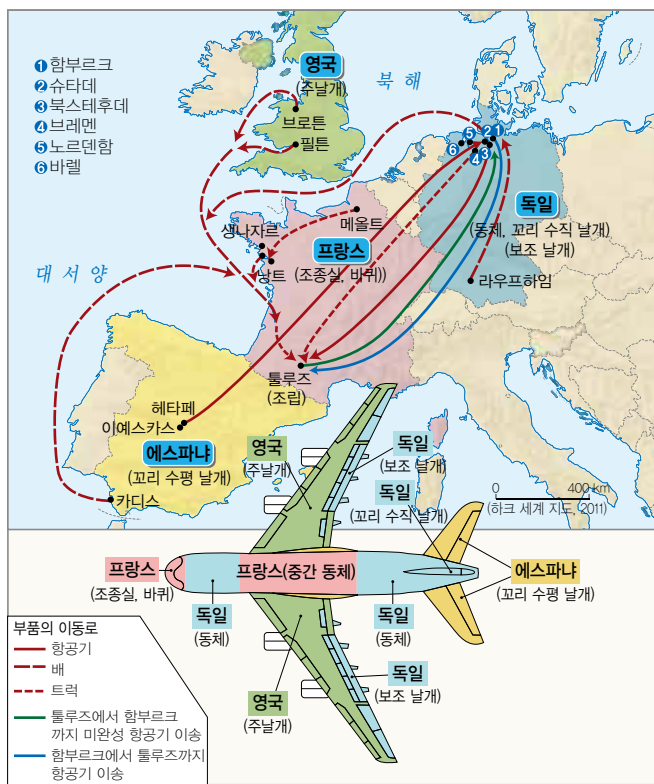 ❶ 함부르크
❷ 슈타데
❸ 북스테후데
❹ 브레멘
❺ 노르덴함
❻ 바렐
영국
(주날개)
북해
브로튼
필튼
❷ ❶
❺
❻
❸
❹
독일
(동체, 꼬리 수직 날개)
(보조 날개)
메올트
생나자르
프랑스
낭트
(조종실, 바퀴))
대서양
라우프하임
툴루즈
(조립)
헤타페
이예스카스
에스파냐
(꼬리 수평 날개)
카디스
영국
(주날개)
독일
(보조 날개)
독일
(꼬리 수직 날개)
0 400 km
(하크 세계 지도, 2011)
프랑스
(조종실, 바퀴)
프랑스(중간 동체)
에스파냐
(꼬리 수평 날개)
독일
(동체)
독일
(동체)
독일
(보조 날개)
영국
(주날개)
부품의 이동로
항공기
배
트럭
툴루즈에서 함부르크
까지 미완성 항공기 이송
함부르크에서 툴루즈까지
항공기 이송